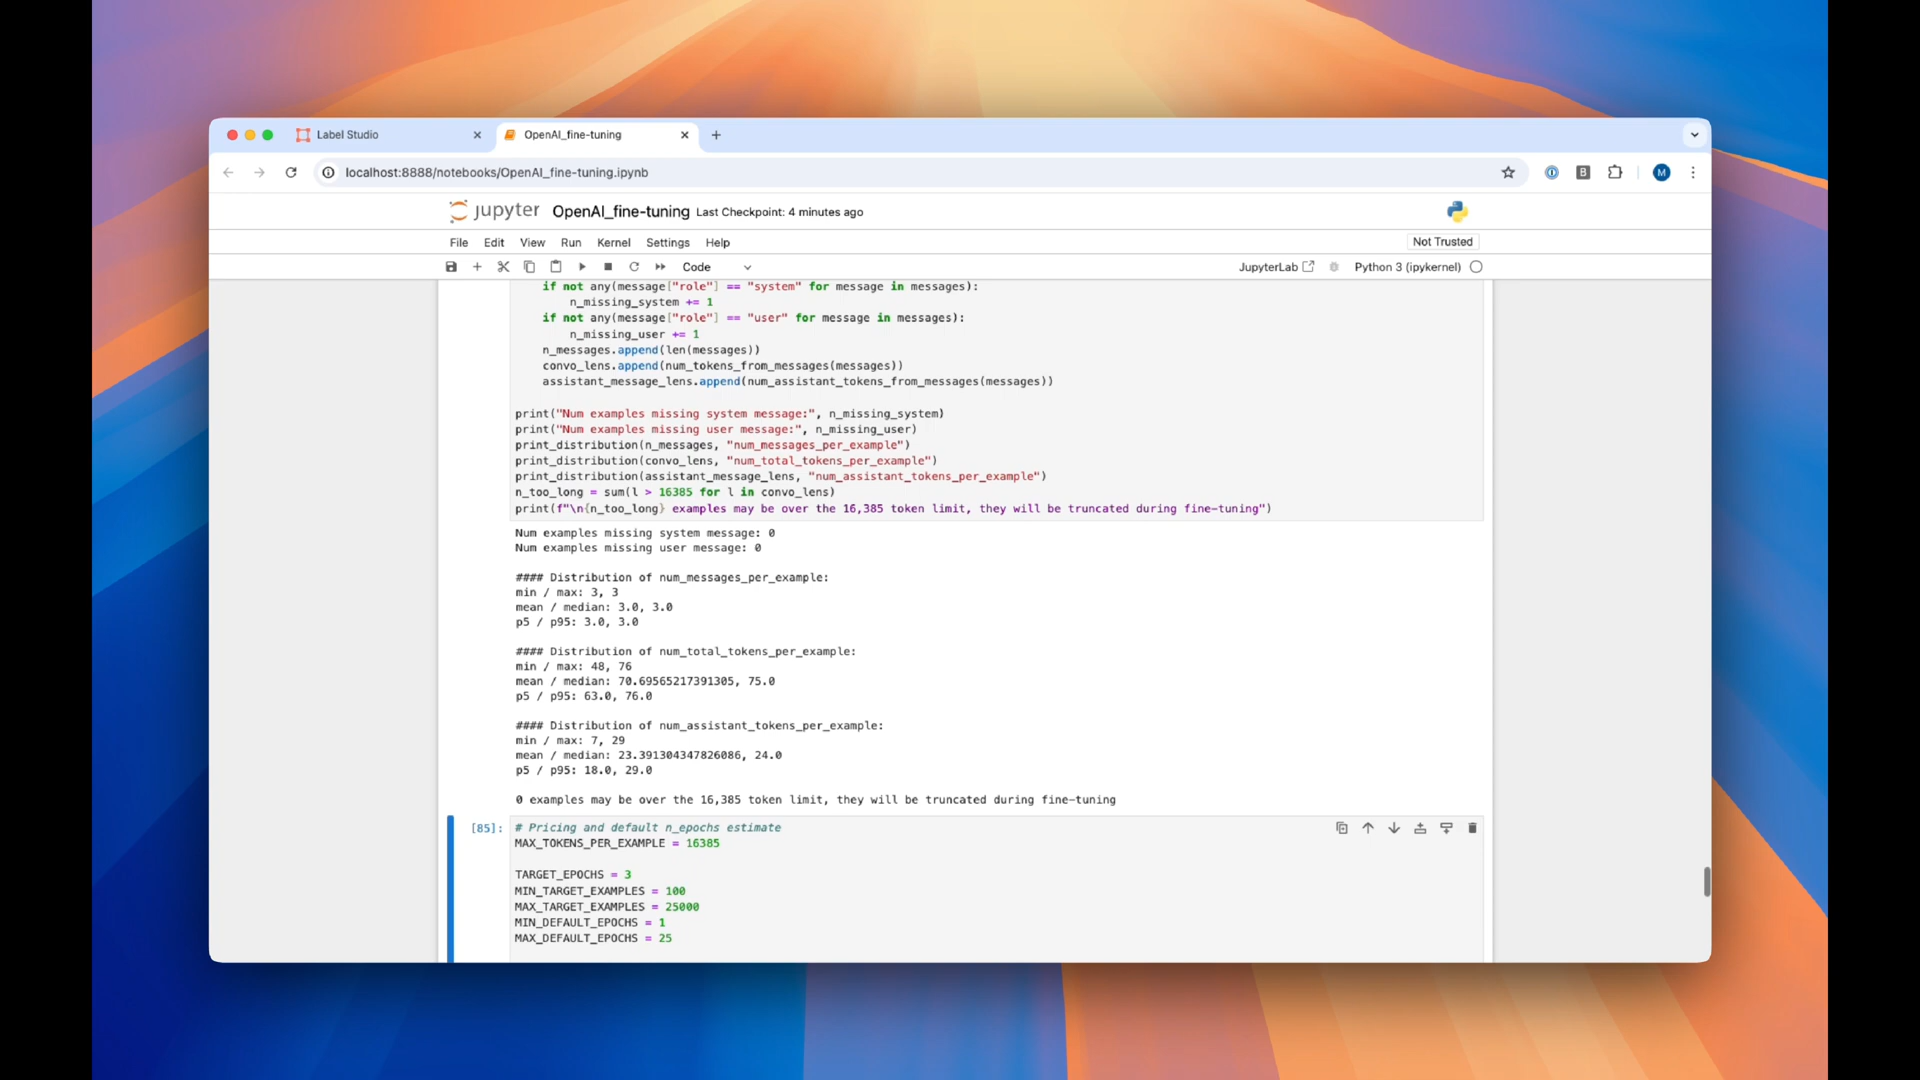 Label Studio
OpenAI_fine-tuning
localhost:8888/notebooks/OpenAI_fine-tuning.ipynb
B
M
jupyter OpenAI_fine-tuning Last Checkpoint: 4 minutes ago
File Edit View Run Kernel Settings Help
Not Trusted
Code
JupyterLab
Python 3 (ipykernel)
if not any(message["role"] == "system" for message in messages):
n_missing_system += 1
if not any(message["role"] == "user" for message in messages):
n_missing_user += 1
n_messages.append(len(messages))
convo_lens.append(num_tokens_from_messages(messages))
assistant_message_lens.append(num_assistant_tokens_from_messages(messages))
print("Num examples missing system message:", n_missing_system)
print("Num examples missing user message:", n_missing_user)
print_distribution(n_messages, "num_messages_per_example")
print_distribution(convo_lens, "num_total_tokens_per_example")
print_distribution(assistant_message_lens, "num_assistant_tokens_per_example")
n_too_long = sum(l > 16385 for l in convo_lens)
print(f"\n{n_too_long} examples may be over the 16,385 token limit, they will be truncated during fine-tuning")
Num examples missing system message: 0
Num examples missing user message: 0
#### Distribution of num_messages_per_example:
min / max: 3, 3
mean / median: 3.0, 3.0
p5 / p95: 3.0, 3.0
#### Distribution of num_total_tokens_per_example:
min / max: 48, 76
mean / median: 70.69565217391305, 75.0
p5 / p95: 63.0, 76.0
#### Distribution of num_assistant_tokens_per_example:
min / max: 7, 29
mean / median: 23.391304347826086, 24.0
p5 / p95: 18.0, 29.0
0 examples may be over the 16,385 token limit, they will be truncated during fine-tuning
[85]: # Pricing and default n_epochs estimate
MAX_TOKENS_PER_EXAMPLE = 16385
TARGET_EPOCHS = 3
MIN_TARGET_EXAMPLES = 100
MAX_TARGET_EXAMPLES = 25000
MIN_DEFAULT_EPOCHS = 1
MAX_DEFAULT_EPOCHS = 25